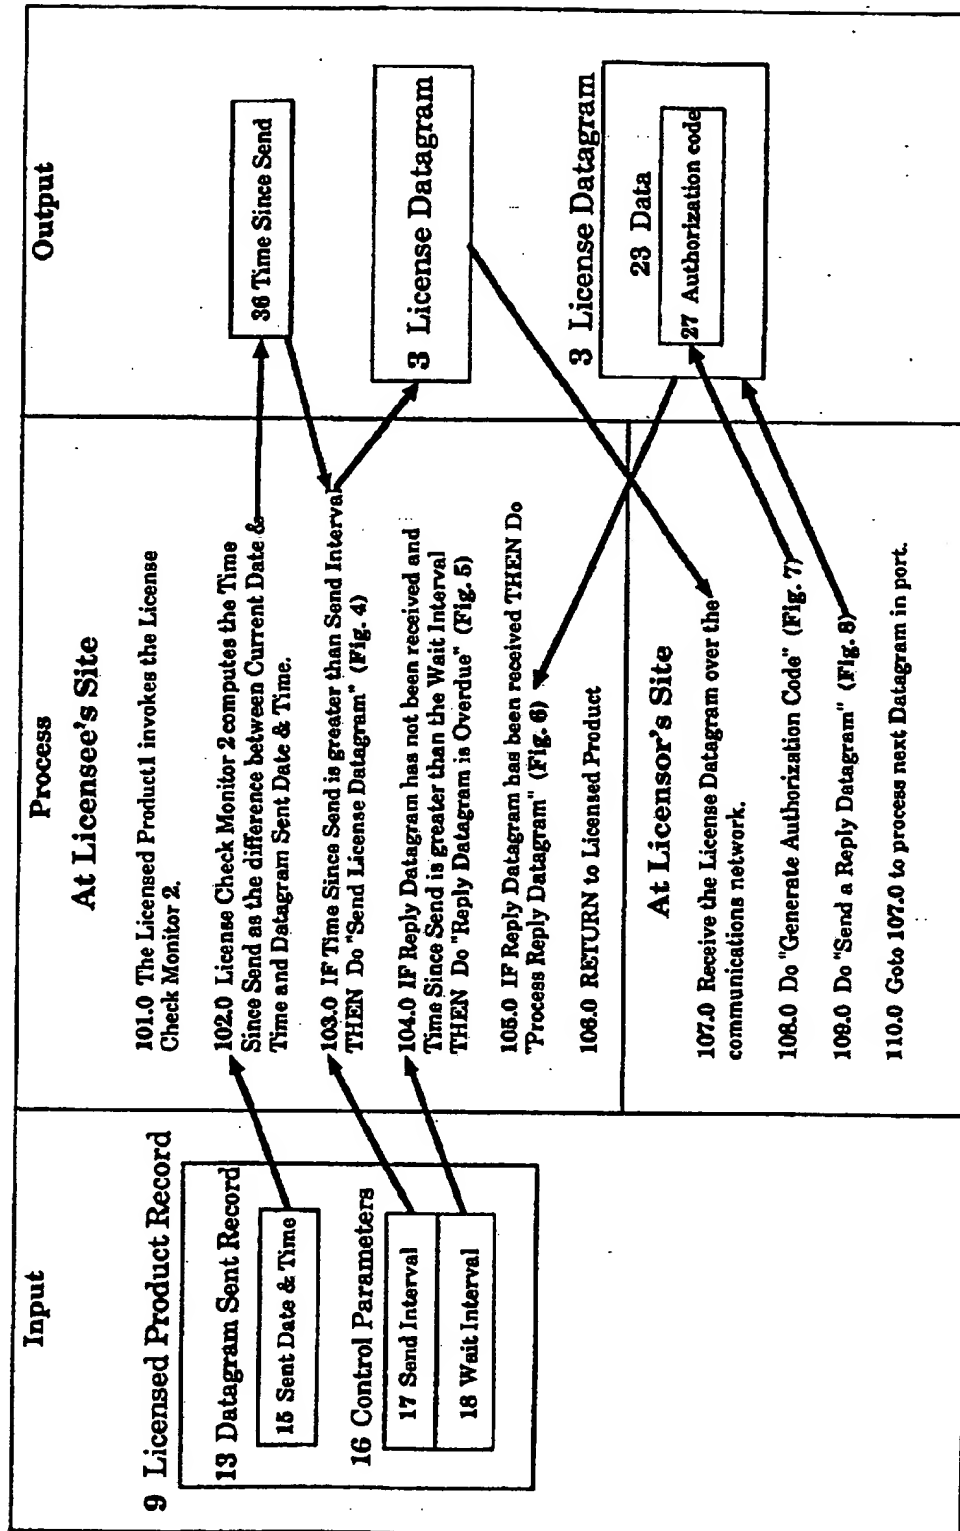 Input
9 Licensed Product Record
13 Datagram Sent Record
15 Sent Date & Time
16 Control Parameters
17 Send Interval
18 Wait Interval
Process
At Licensee's Site
101.0 The Licensed Product1 invokes the License
Check Monitor 2.
102.0 License Check Monitor 2 computes the Time
Since Send as the difference between Current Date &
Time and Datagram Sent Date & Time.
103.0 IF Time Since Send is greater than Send Interval
THEN Do "Send License Datagram" (Fig. 4)
104.0 IF Reply Datagram has not been received and
Time Since Send is greater than the Wait Interval
THEN Do "Reply Datagram is Overdue" (Fig. 5)
105.0 IF Reply Datagram has been received THEN Do
"Process Reply Datagram" (Fig. 6)
106.0 RETURN to Licensed Product
At Licensor's Site
107.0 Receive the License Datagram over the
communications network.
108.0 Do "Generate Authorization Code" (Fig. 7)
109.0 Do "Send a Reply Datagram" (Fig. 8)
110.0 Goto 107.0 to process next Datagram in port.
Output
36 Time Since Send
3 License Datagram
3 License Datagram
23 Data
27 Authorization code